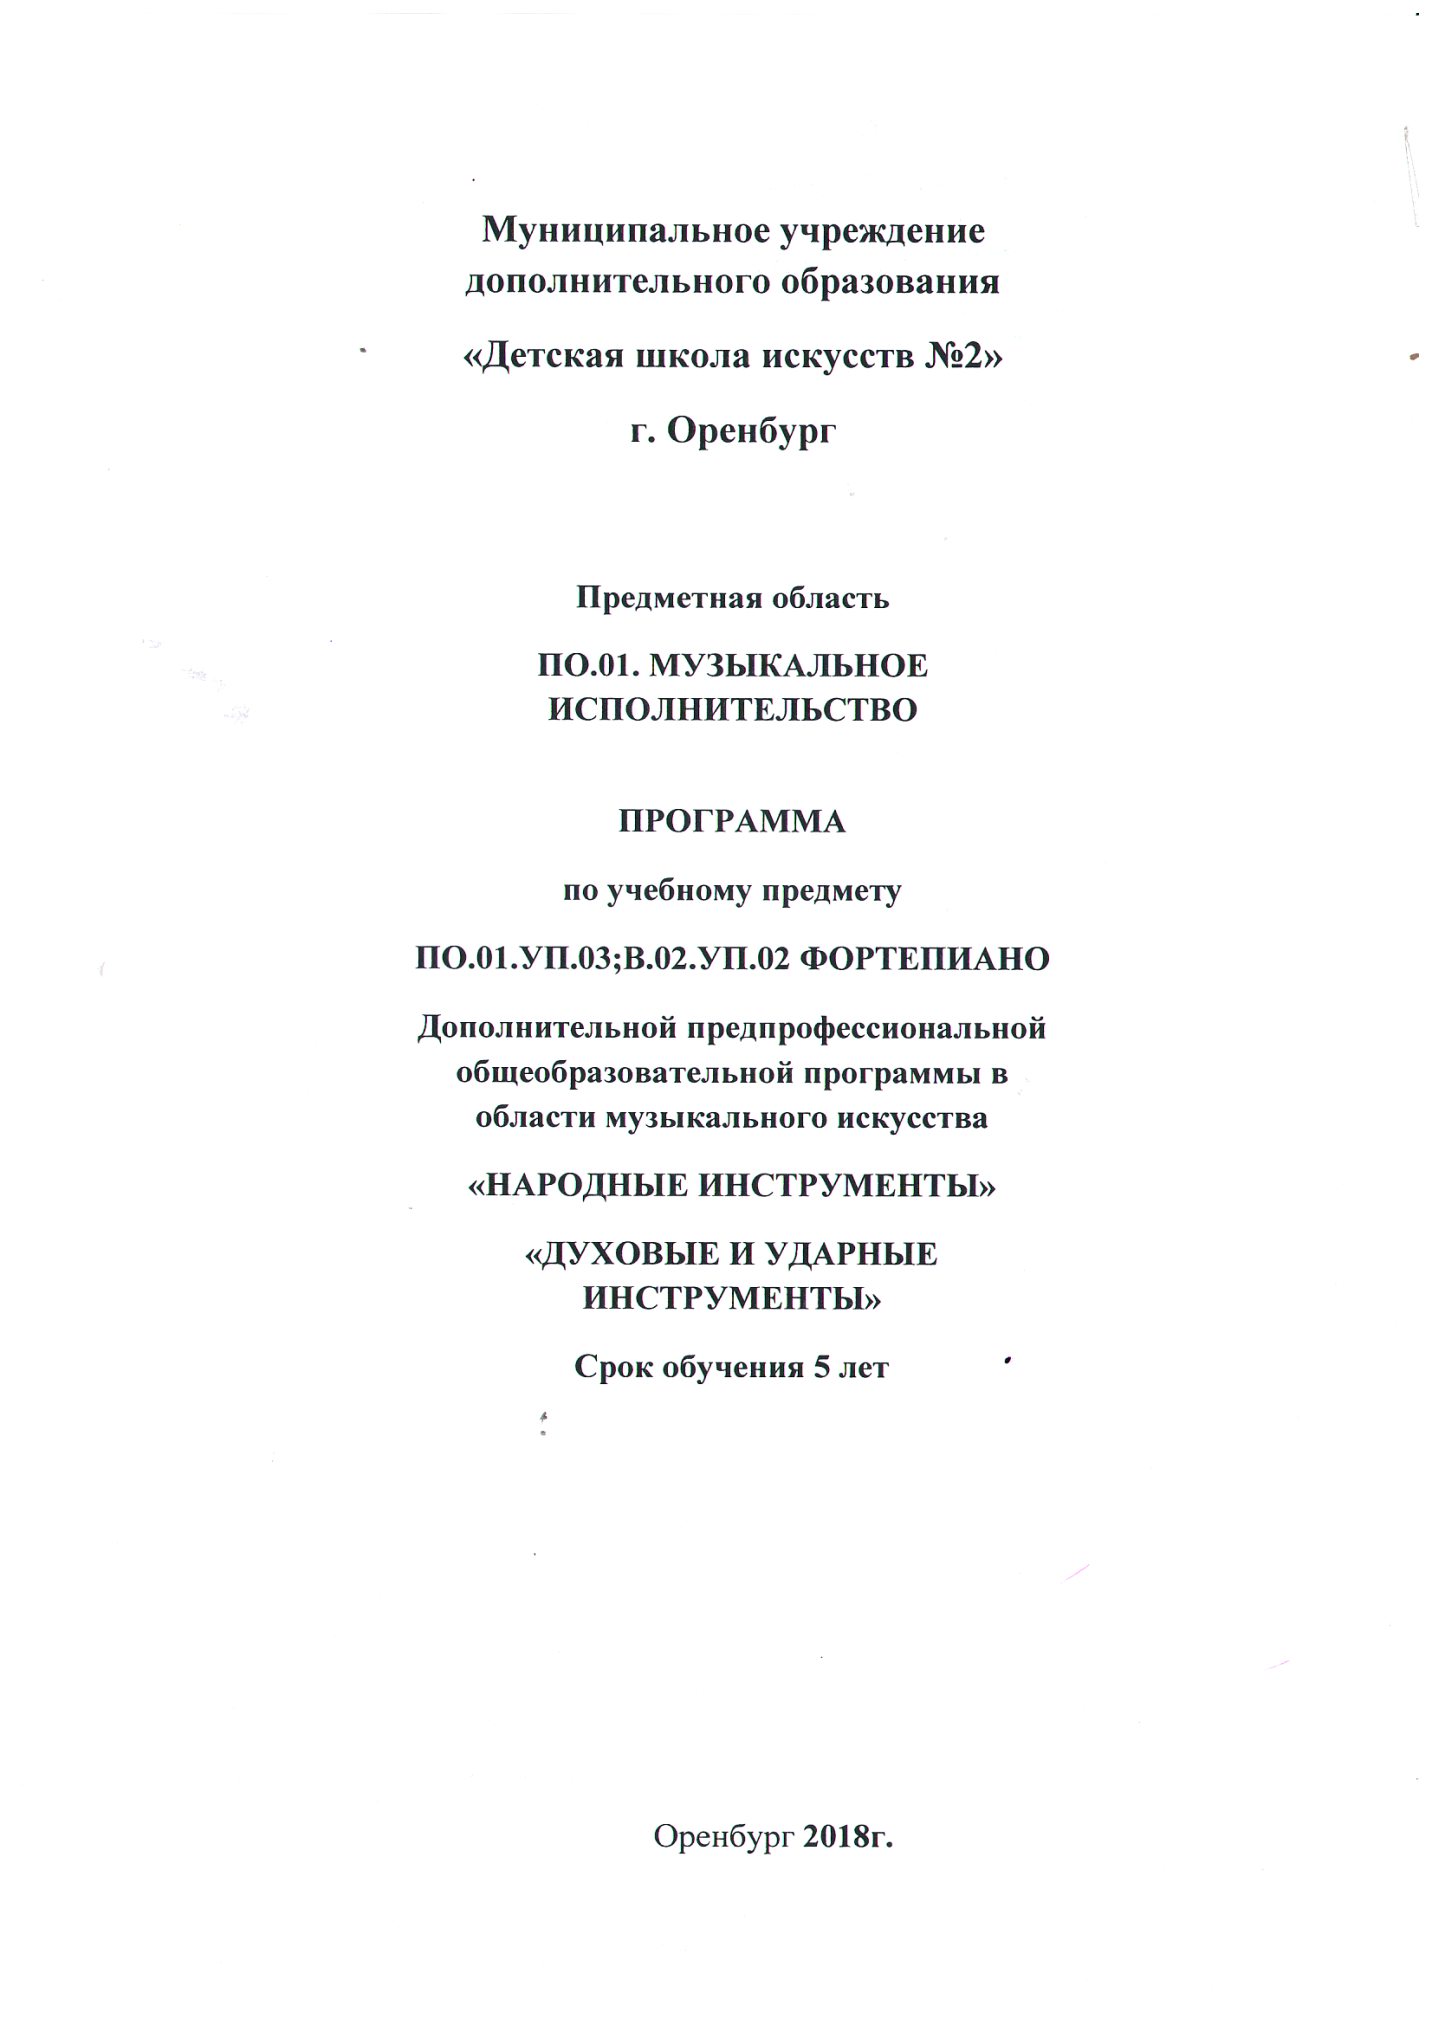 Муниципальное учреждение
дополнительного образования
«Детская школа искусств №2»
г. Оренбург
Предметная область
ПО.01. МУЗЫКАЛЬНОЕ
ИСПОЛНИТЕЛЬСТВО
ПРОГРАММА
по учебному предмету
ПО.01.УП.03;В.02.УП.02 ФОРТЕПИАНО
Дополнительной предпрофессиональной
общеобразовательной программы в
области музыкального искусства
«НАРОДНЫЕ ИНСТРУМЕНТЫ»
«ДУХОВЫЕ И УДАРНЫЕ
ИНСТРУМЕНТЫ»
Срок обучения 5 лет
Оренбург 2018г.